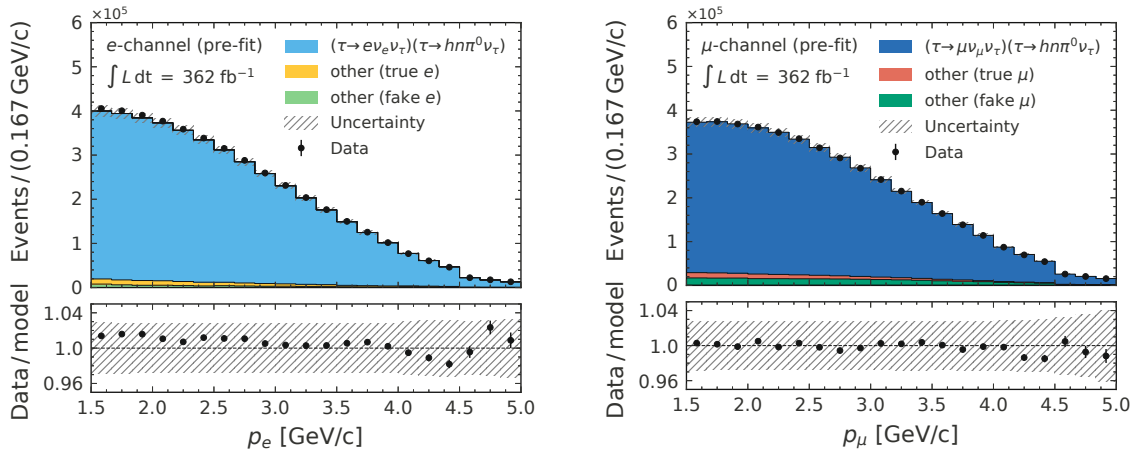 ×10⁵
e-channel (pre-fit)
∫ L dt = 362 fb⁻¹
(τ→eνₑν_τ)(τ→hnπ⁰ν_τ)
other (true e)
other (fake e)
Uncertainty
Data
Events / (0.167 GeV/c)
6
5
4
3
2
1
0
Data / model
1.04
1.0
0.96
1.5 2.0 2.5 3.0 3.5 4.0 4.5 5.0
pₑ [GeV/c]
×10⁵
μ-channel (pre-fit)
∫ L dt = 362 fb⁻¹
(τ→μν_μν_τ)(τ→hnπ⁰ν_τ)
other (true μ)
other (fake μ)
Uncertainty
Data
Events / (0.167 GeV/c)
6
5
4
3
2
1
0
Data / model
1.04
1.0
0.96
1.5 2.0 2.5 3.0 3.5 4.0 4.5 5.0
p_μ [GeV/c]